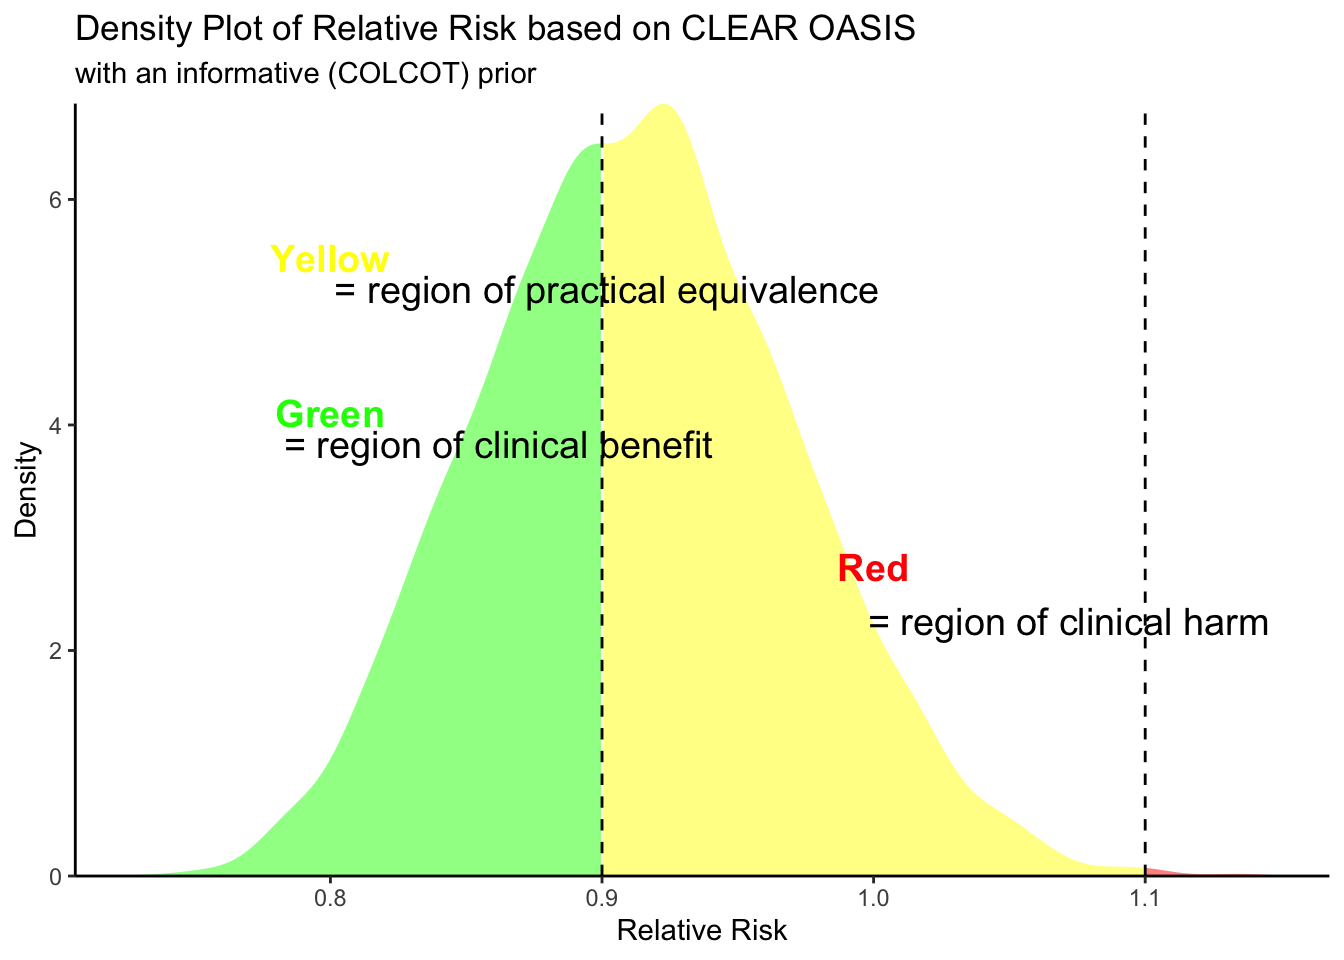 Density Plot of Relative Risk based on CLEAR OASIS
with an informative (COLCOT) prior
6
Yellow
= region of practical equivalence
Green
= region of clinical benefit
4
Density
Red
= region of clinical harm
2
0
0.8
0.9
1.0
1.1
Relative Risk